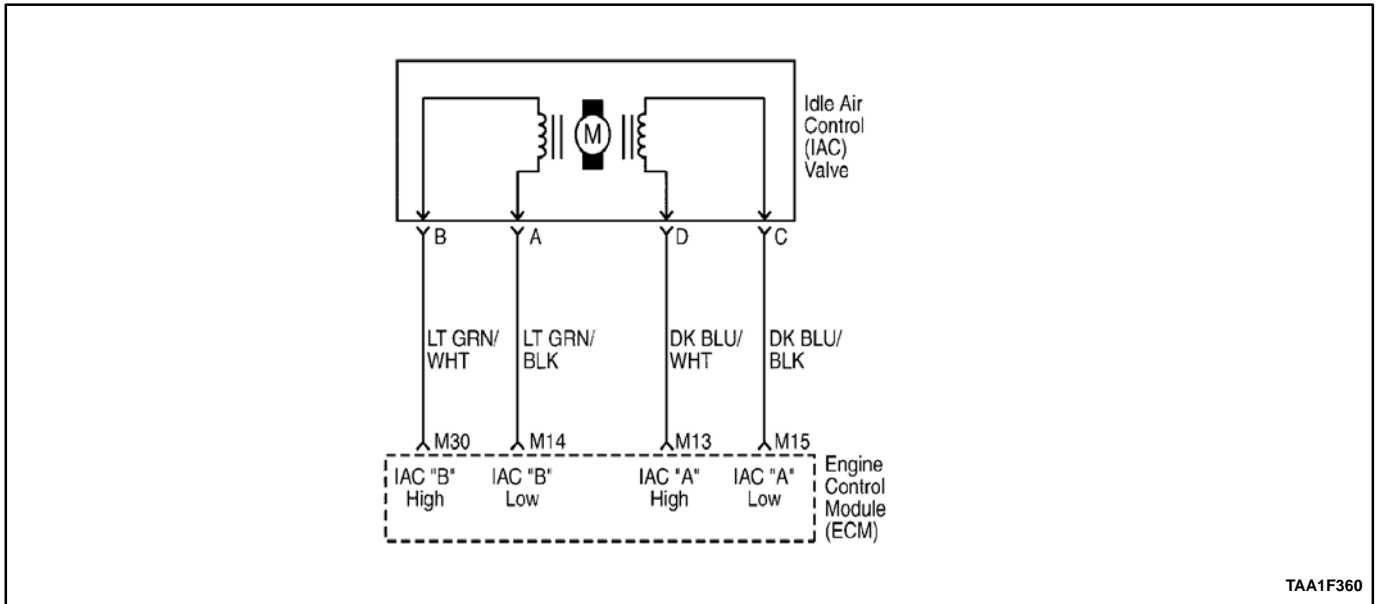 Idle Air
Control
(IAC)
Valve
M
B
A
D
C
LT GRN/
WHT
LT GRN/
BLK
DK BLU/
WHT
DK BLU/
BLK
M30
M14
M13
M15
IAC "B"
High
IAC "B"
Low
IAC "A"
High
IAC "A"
Low
Engine
Control
Module
(ECM)
TAA1F360